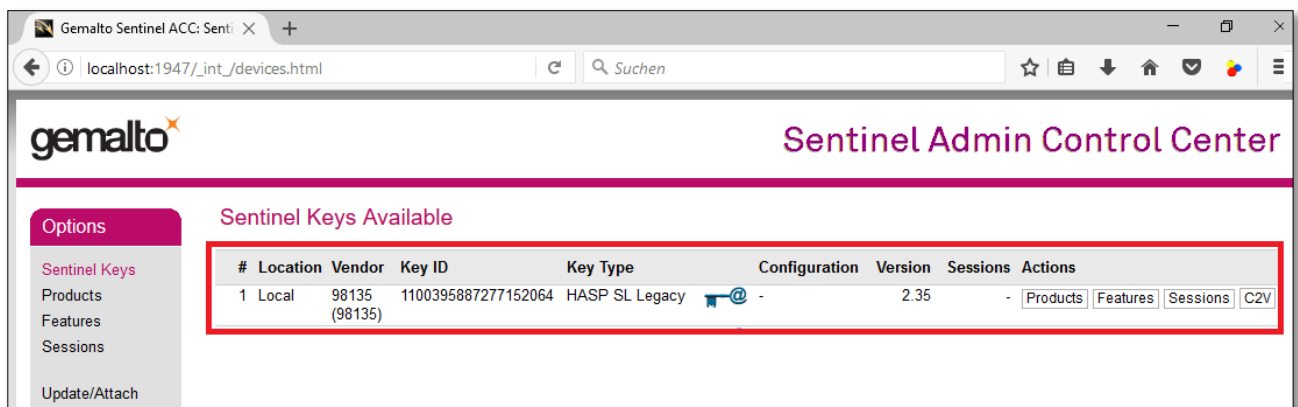 Gemalto Sentinel ACC: Senti
localhost:1947/_int_/devices.html
Suchen
gemalto
Sentinel Admin Control Center
Options
Sentinel Keys
Products
Features
Sessions
Update/Attach
Sentinel Keys Available
# Location Vendor Key ID Key Type Configuration Version Sessions Actions
1 Local 98135 1100395887277152064 HASP SL Legacy - 2.35 - Products Features Sessions C2V
(98135)